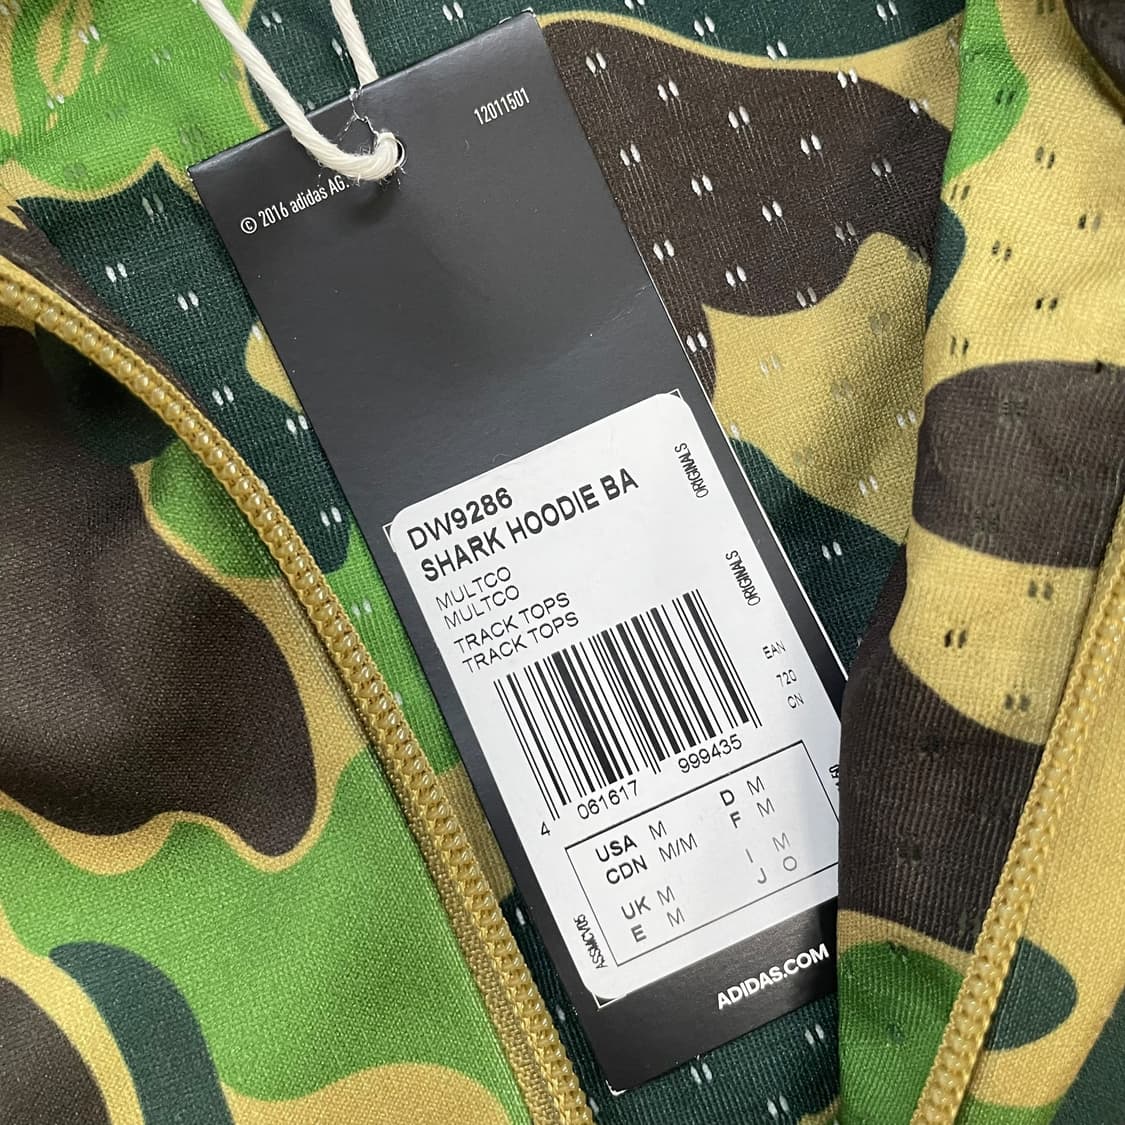 12011501
© 2016 adidas AG.
ORIGINALS
DW9286
SHARK HOODIE BA
MULTCO
MULTCO
TRACK TOPS
TRACK TOPS
ORIGINALS
EAN
720
CN
4 061617 999435
USA M D M
CDN M/M F M
UK M I M
E M J O
ADIDAS.COM